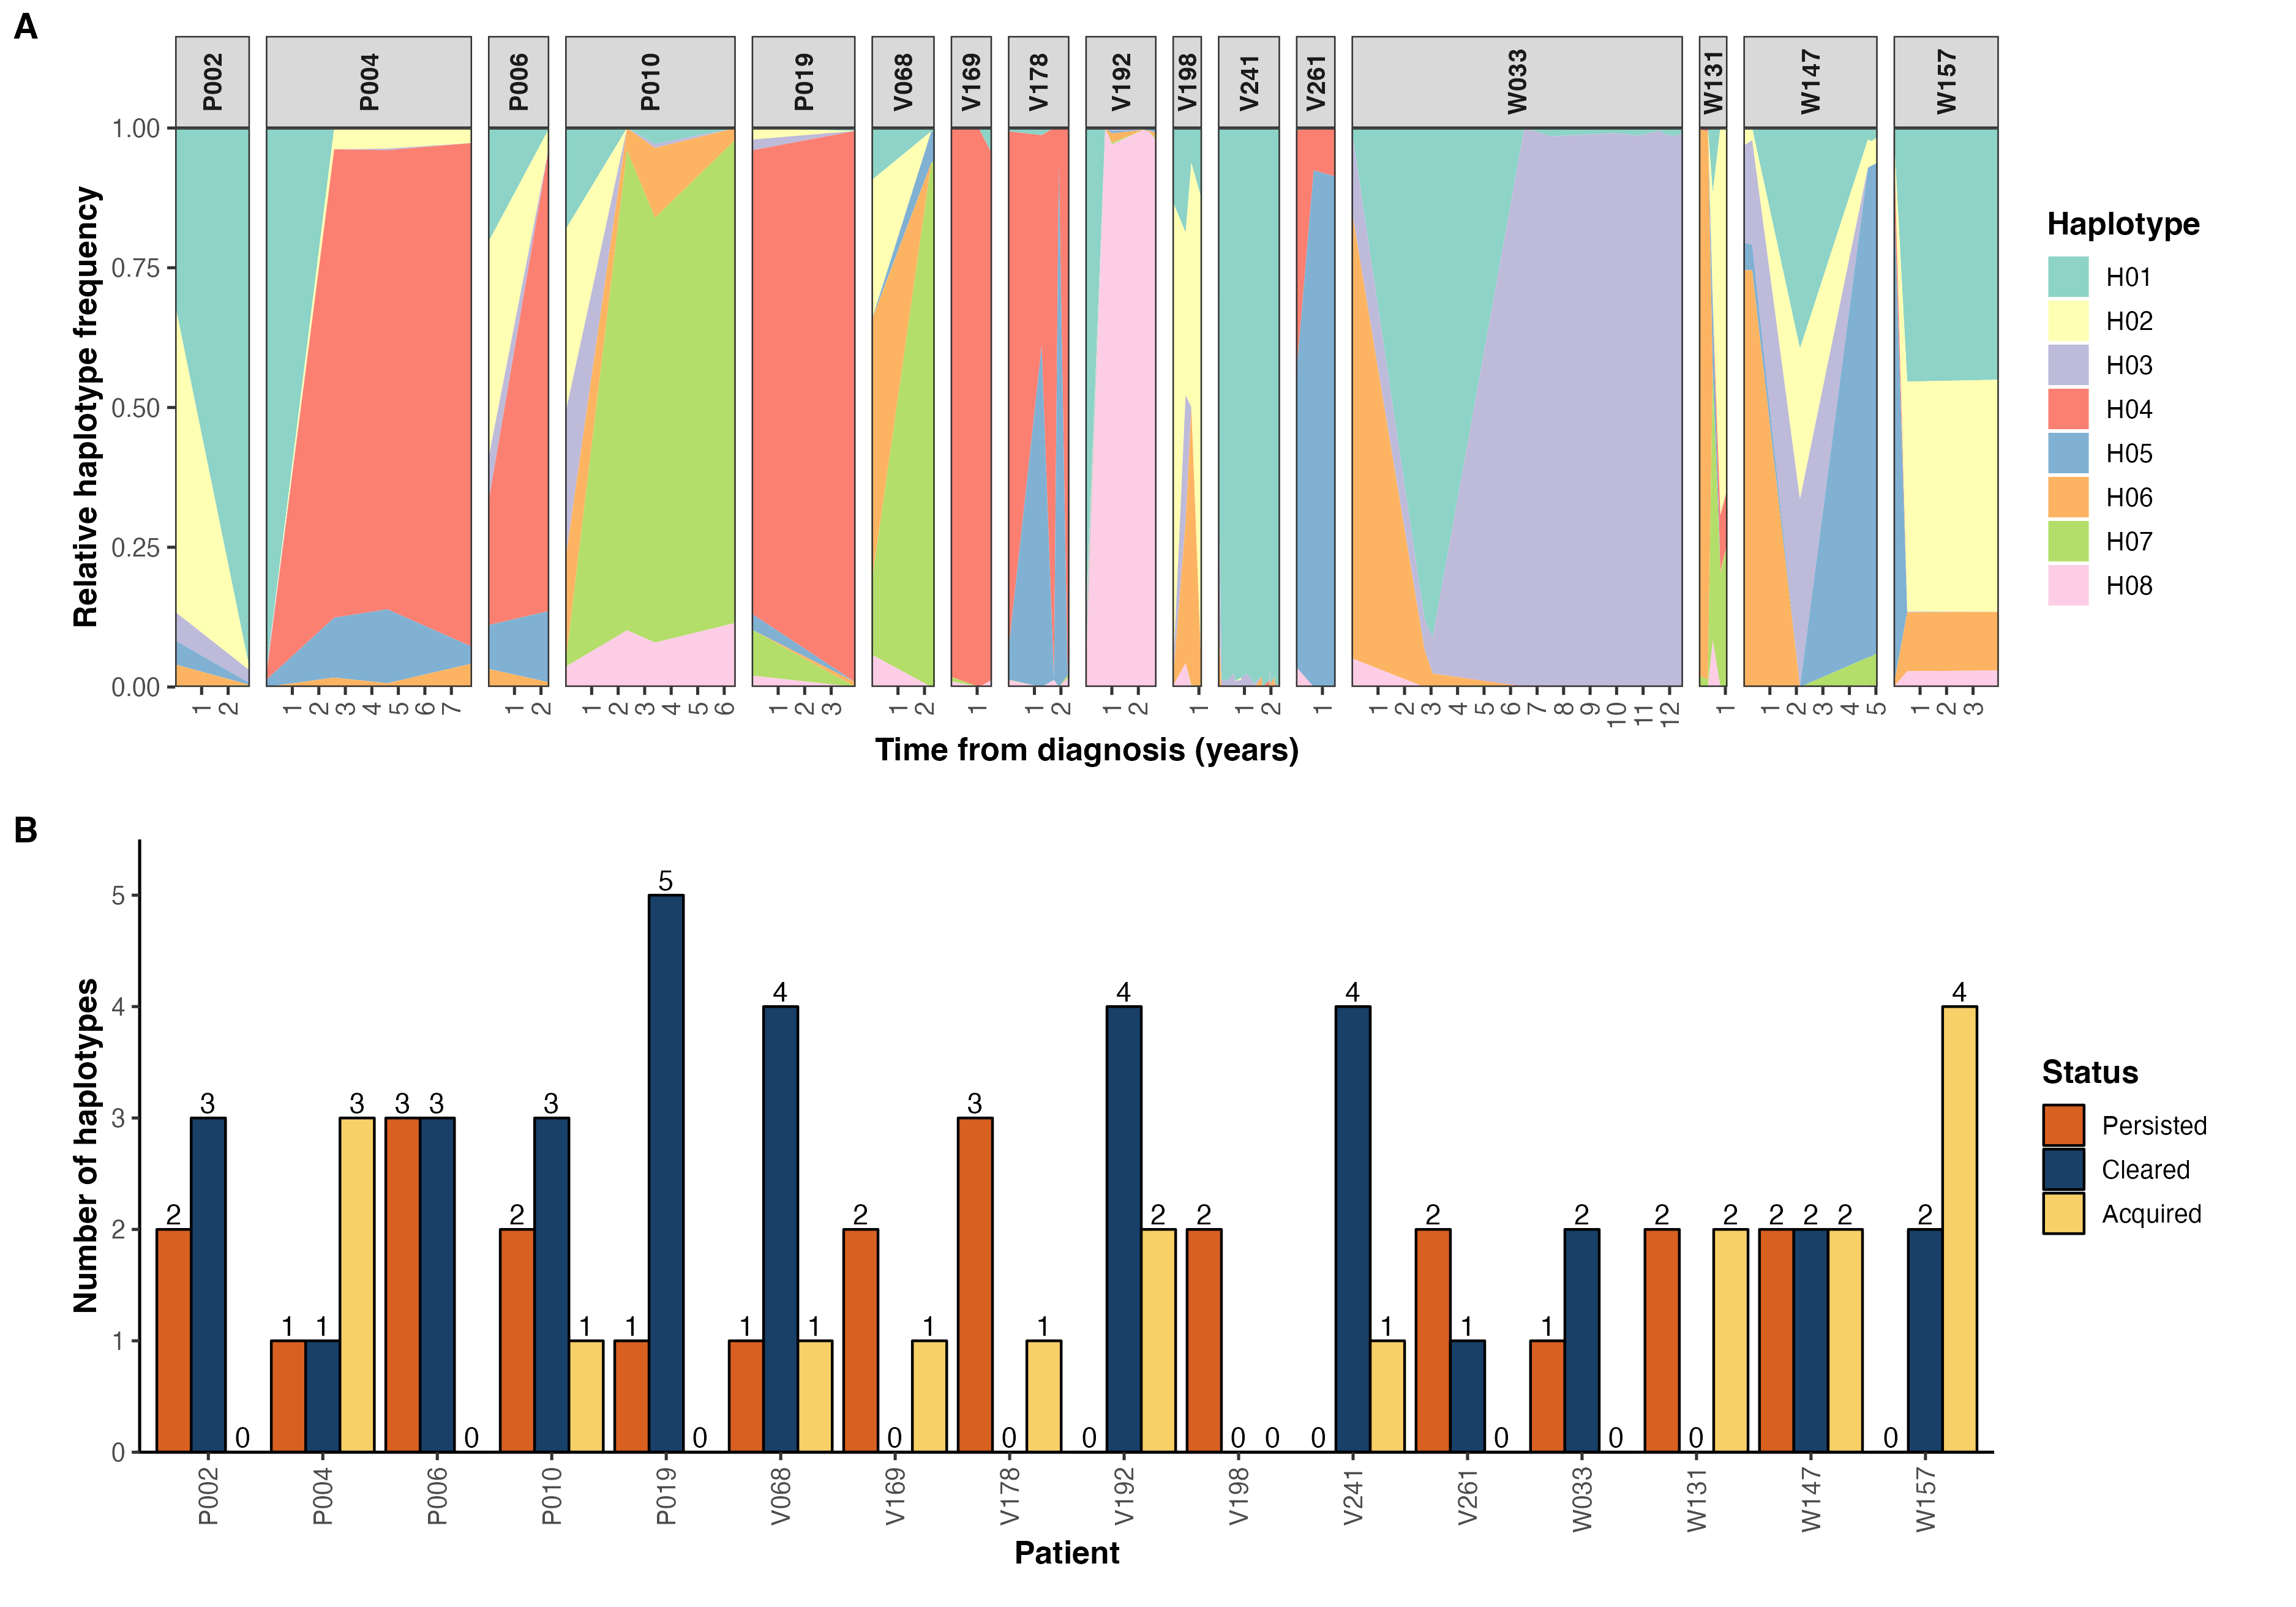 A
P002 P004 P006 P010 P019 V068 V169 V178 V192 V198 V241 V261 W033 W131 W147 W157
Relative haplotype frequency
1.00
0.75
0.50
0.25
0.00
1 2 1 2 3 4 5 6 7 1 2 1 2 3 4 5 6 1 2 3 1 2 1 1 2 1 2 1 1 2 1 1 2 3 4 5 6 7 8 9 10 11 12 1 1 2 3 4 5 1 2 3
Time from diagnosis (years)
Haplotype
H01
H02
H03
H04
H05
H06
H07
H08
B
Number of haplotypes
5
4
3
2
1
0
2 3 0 1 1 3 3 3 0 2 3 1 1 5 0 1 4 1 2 0 1 3 0 1 0 4 2 2 0 0 0 4 1 2 1 0 1 2 0 2 0 2 2 2 2 0 2 4
P002 P004 P006 P010 P019 V068 V169 V178 V192 V198 V241 V261 W033 W131 W147 W157
Patient
Status
Persisted
Cleared
Acquired